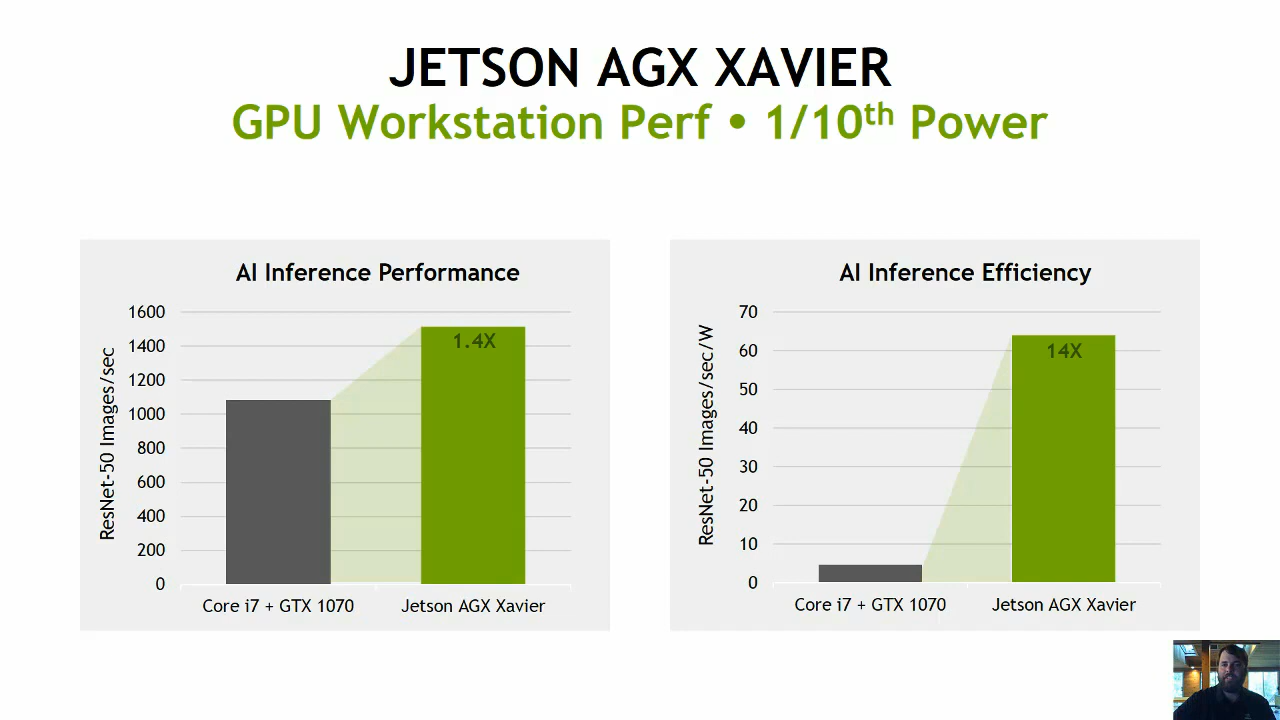 JETSON AGX XAVIER
GPU Workstation Perf • 1/10th Power
AI Inference Performance
ResNet-50 Images/sec
1600
1400
1200
1000
800
600
400
200
0
1.4X
Core i7 + GTX 1070
Jetson AGX Xavier
AI Inference Efficiency
ResNet-50 Images/sec/W
70
60
50
40
30
20
10
0
14X
Core i7 + GTX 1070
Jetson AGX Xavier